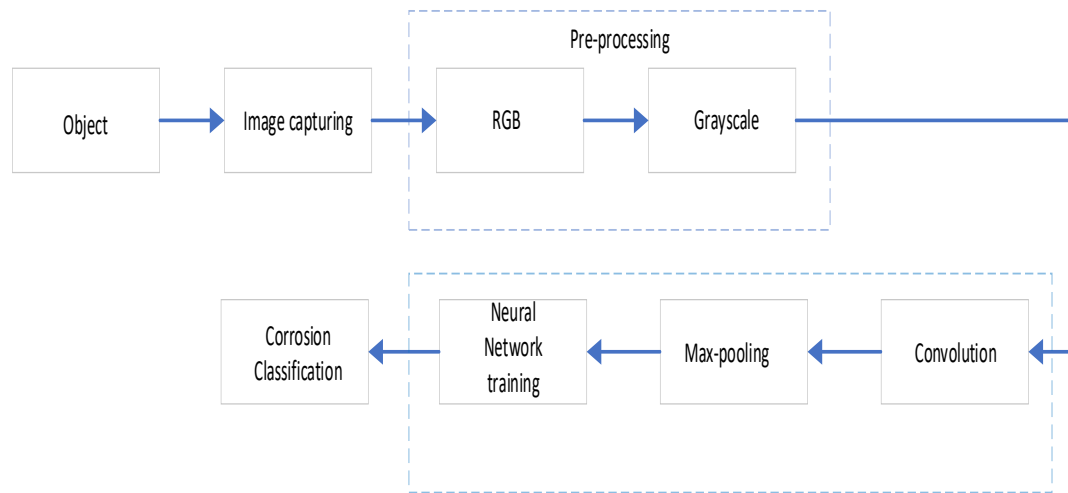 Pre-processing
Object
Image capturing
RGB
Grayscale
Corrosion
Classification
Neural
Network
training
Max-pooling
Convolution